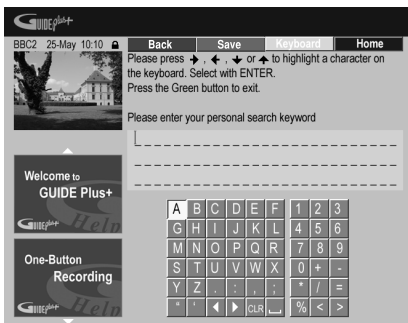 GUIDE plus+
BBC2 25-May 10:10
Back Save Keyboard Home
Please press , , or to highlight a character on
the keyboard. Select with ENTER.
Press the Green button to exit.
Please enter your personal search keyword
Welcome to
GUIDE Plus+
GUIDE plus+ Help
One-Button
Recording
GUIDE plus+ Help
A B C D E F 1 2 3
G H I J K L 4 5 6
M N O P Q R 7 8 9
S T U V W X 0 + -
Y Z . : , ; * / =
" ' CLR % < >